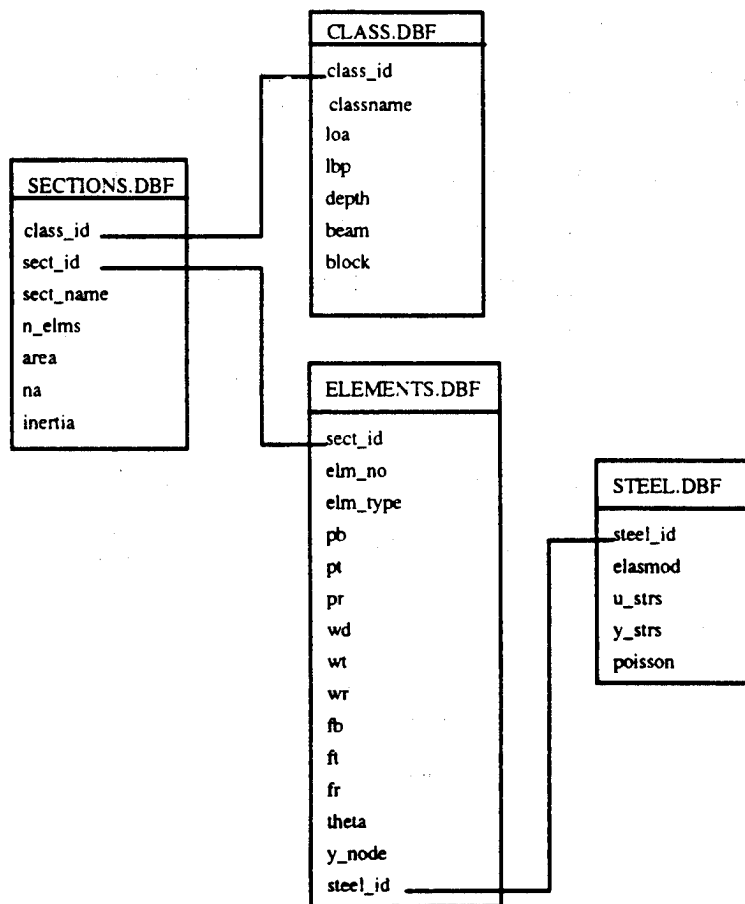 CLASS.DBF
class_id
classname
loa
lbp
depth
beam
block
SECTIONS.DBF
class_id
sect_id
sect_name
n_elms
area
na
inertia
ELEMENTS.DBF
sect_id
elm_no
elm_type
pb
pt
pr
wd
wt
wr
fb
ft
fr
theta
y_node
steel_id
STEEL.DBF
steel_id
elasmod
u_strs
y_strs
poisson